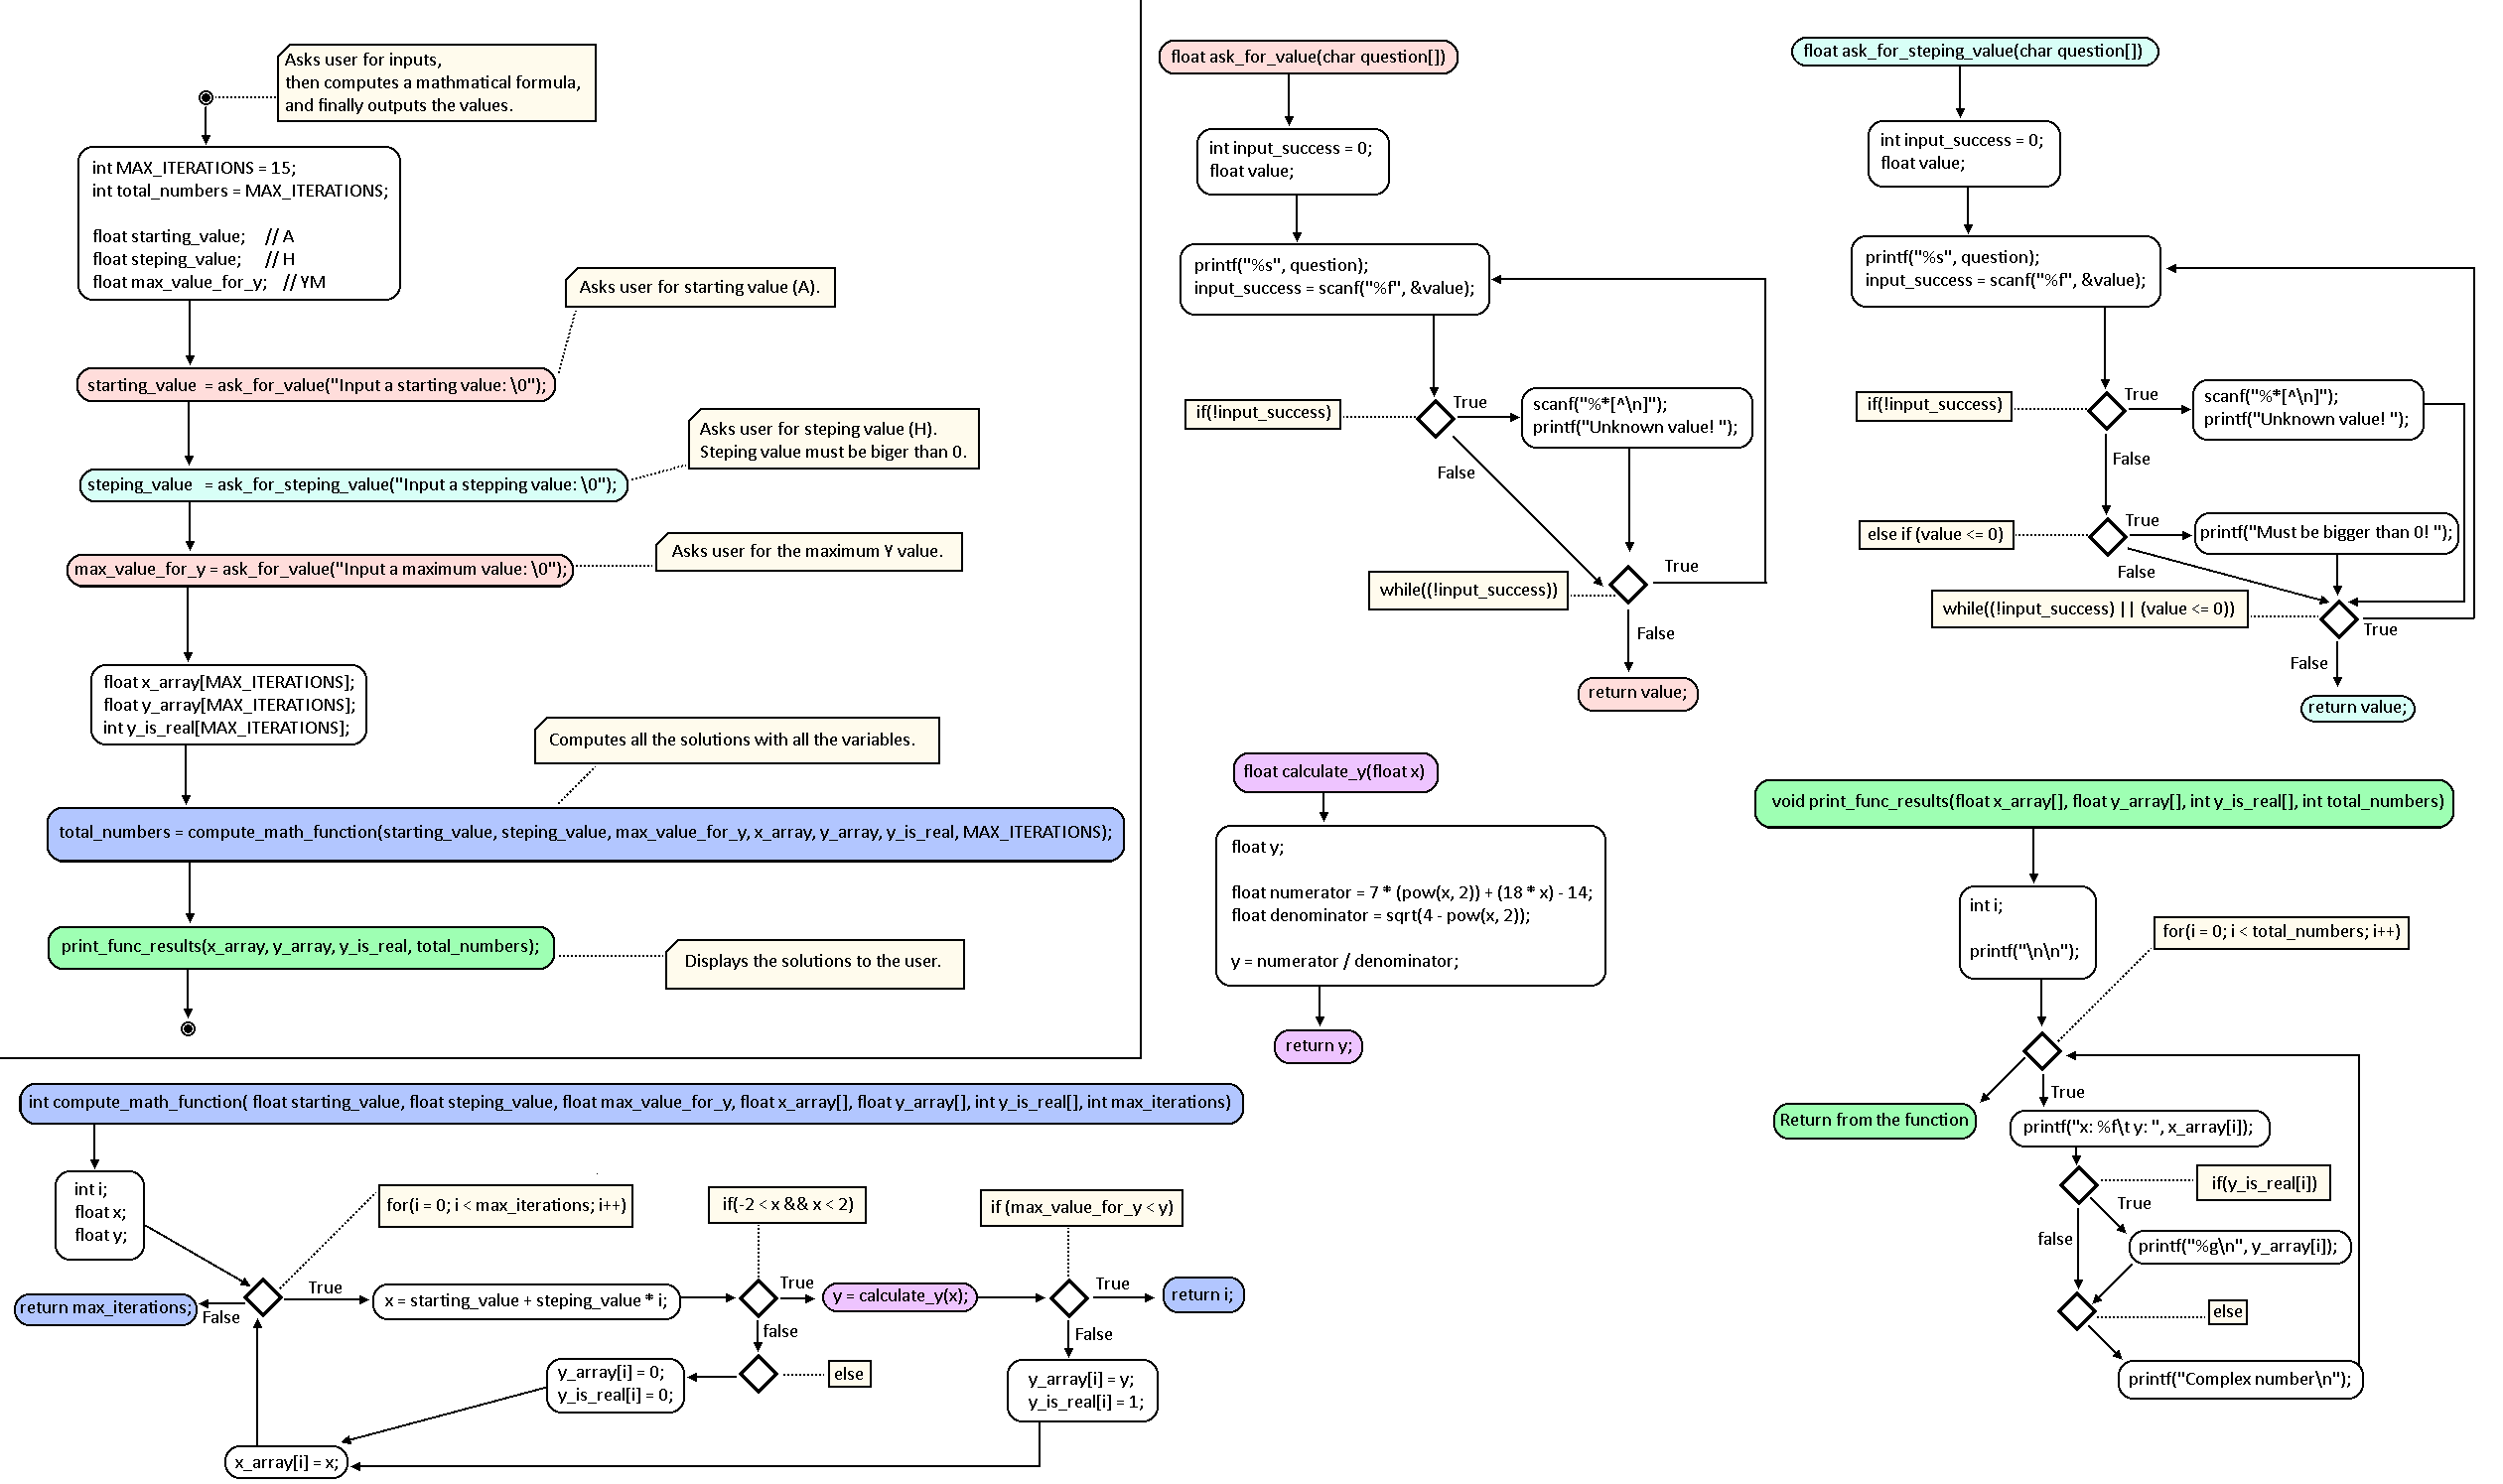 Asks user for inputs,
then computes a mathmatical formula,
and finally outputs the values.
int MAX_ITERATIONS = 15;
int total_numbers = MAX_ITERATIONS;
float starting_value; // A
float steping_value; // H
float max_value_for_y; // YM
Asks user for starting value (A).
starting_value = ask_for_value("Input a starting value: \0");
Asks user for steping value (H).
Steping value must be biger than 0.
steping_value = ask_for_steping_value("Input a stepping value: \0");
Asks user for the maximum Y value.
max_value_for_y = ask_for_value("Input a maximum value: \0");
float x_array[MAX_ITERATIONS];
float y_array[MAX_ITERATIONS];
int y_is_real[MAX_ITERATIONS];
Computes all the solutions with all the variables.
total_numbers = compute_math_function(starting_value, steping_value, max_value_for_y, x_array, y_array, y_is_real, MAX_ITERATIONS);
print_func_results(x_array, y_array, y_is_real, total_numbers);
Displays the solutions to the user.
float ask_for_value(char question[])
int input_success = 0;
float value;
printf("%s", question);
input_success = scanf("%f", &value);
if(!input_success)
True
scanf("%*[^\n]");
printf("Unknown value! ");
False
while((!input_success))
True
False
return value;
float ask_for_steping_value(char question[])
int input_success = 0;
float value;
printf("%s", question);
input_success = scanf("%f", &value);
if(!input_success)
True
scanf("%*[^\n]");
printf("Unknown value! ");
False
else if (value <= 0)
True
printf("Must be bigger than 0! ");
False
while((!input_success) || (value <= 0))
True
False
return value;
float calculate_y(float x)
float y;
float numerator = 7 * (pow(x, 2)) + (18 * x) - 14;
float denominator = sqrt(4 - pow(x, 2));
y = numerator / denominator;
return y;
void print_func_results(float x_array[], float y_array[], int y_is_real[], int total_numbers)
int i;
printf("\n\n");
for(i = 0; i < total_numbers; i++)
True
Return from the function
printf("x: %f\t y: ", x_array[i]);
if(y_is_real[i])
True
false
printf("%g\n", y_array[i]);
else
printf("Complex number\n");
int compute_math_function( float starting_value, float steping_value, float max_value_for_y, float x_array[], float y_array[], int y_is_real[], int max_iterations)
int i;
float x;
float y;
for(i = 0; i < max_iterations; i++)
if(-2 < x && x < 2)
if (max_value_for_y < y)
return max_iterations;
False
True
x = starting_value + steping_value * i;
True
y = calculate_y(x);
True
return i;
false
False
else
y_array[i] = 0;
y_is_real[i] = 0;
y_array[i] = y;
y_is_real[i] = 1;
x_array[i] = x;